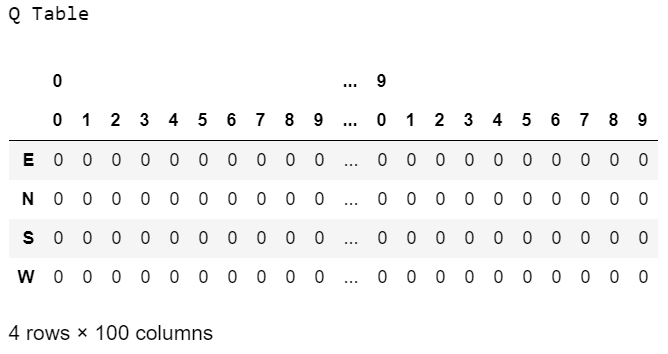 Q Table
0 ... 9
0 1 2 3 4 5 6 7 8 9 ... 0 1 2 3 4 5 6 7 8 9
E 0 0 0 0 0 0 0 0 0 0 ... 0 0 0 0 0 0 0 0 0 0
N 0 0 0 0 0 0 0 0 0 0 ... 0 0 0 0 0 0 0 0 0 0
S 0 0 0 0 0 0 0 0 0 0 ... 0 0 0 0 0 0 0 0 0 0
W 0 0 0 0 0 0 0 0 0 0 ... 0 0 0 0 0 0 0 0 0 0
4 rows × 100 columns